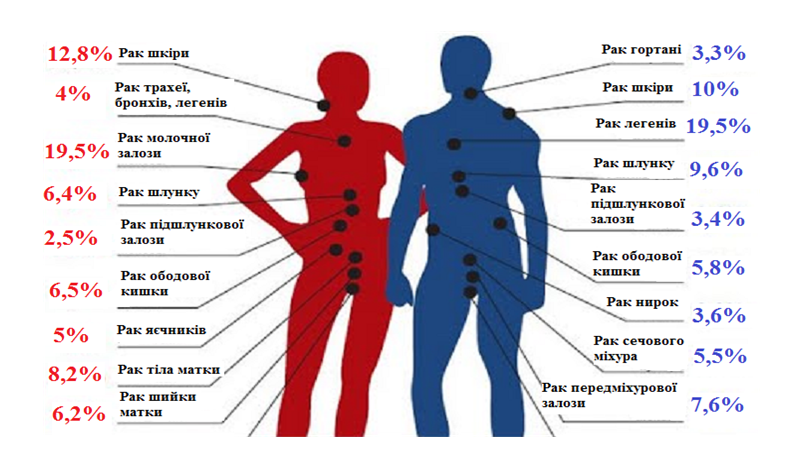 12,8% Рак шкіри
4% Рак трахеї,
бронхів, легенів
19,5% Рак молочної
залози
6,4% Рак шлунку
2,5% Рак підшлункової
залози
6,5% Рак ободової
кишки
5% Рак яєчників
8,2% Рак тіла матки
6,2% Рак шийки
матки
Рак гортані 3,3%
Рак шкіри 10%
Рак легенів 19,5%
Рак шлунку 9,6%
Рак
підшлункової
залози 3,4%
Рак ободової
кишки 5,8%
Рак нирок 3,6%
Рак сечового
міхура 5,5%
Рак передміхурової
залози 7,6%